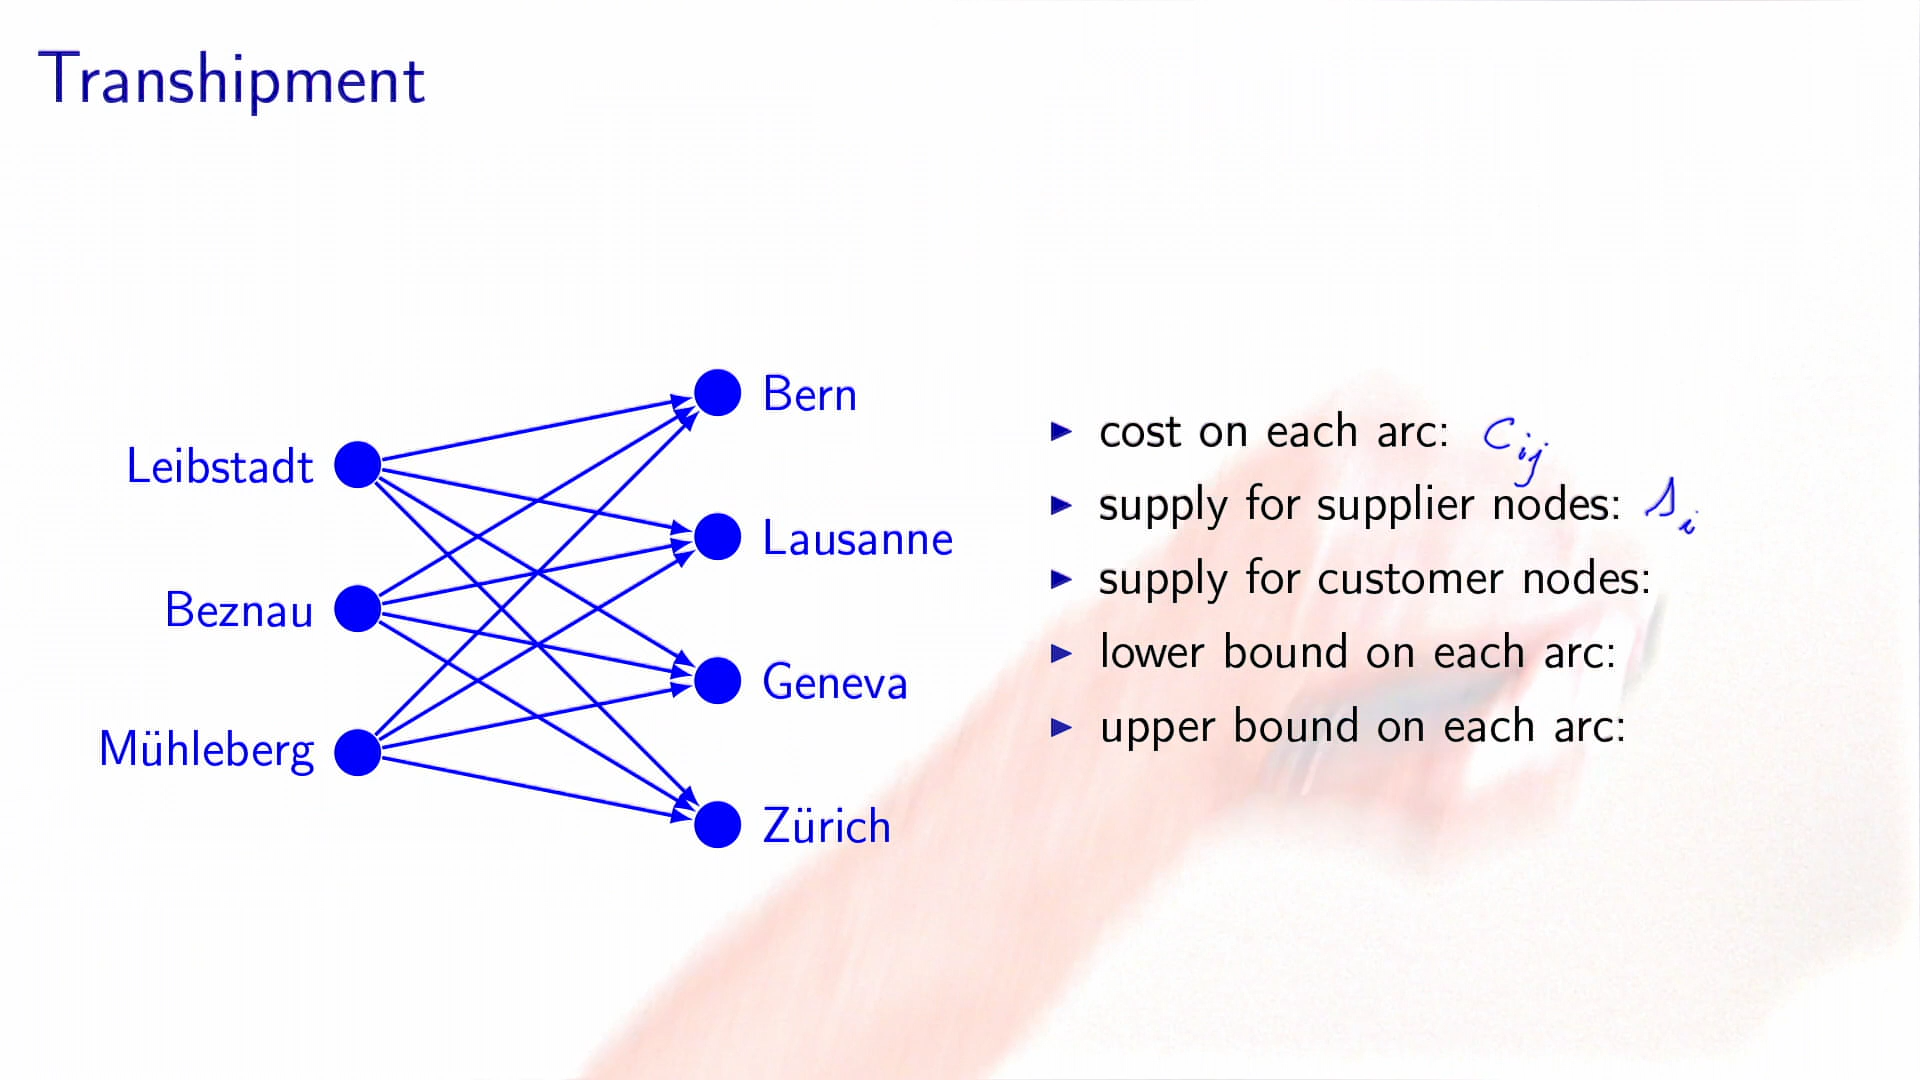 Transhipment
Bern
Leibstadt
Lausanne
Beznau
Geneva
Mühleberg
Zürich
▶ cost on each arc: c_ij
▶ supply for supplier nodes: s_i
▶ supply for customer nodes:
▶ lower bound on each arc:
▶ upper bound on each arc: